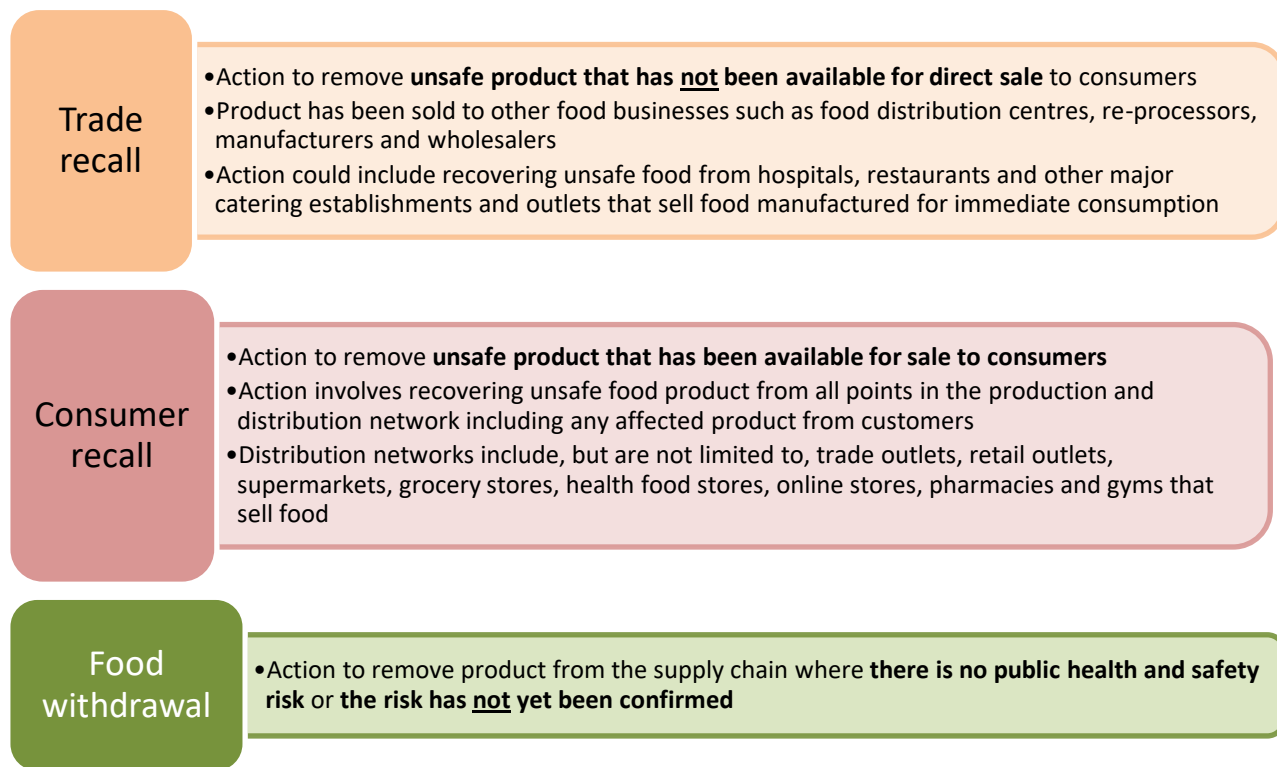 Trade
recall
•Action to remove unsafe product that has not been available for direct sale to consumers
•Product has been sold to other food businesses such as food distribution centres, re-processors,
manufacturers and wholesalers
•Action could include recovering unsafe food from hospitals, restaurants and other major
catering establishments and outlets that sell food manufactured for immediate consumption
Consumer
recall
•Action to remove unsafe product that has been available for sale to consumers
•Action involves recovering unsafe food product from all points in the production and
distribution network including any affected product from customers
•Distribution networks include, but are not limited to, trade outlets, retail outlets,
supermarkets, grocery stores, health food stores, online stores, pharmacies and gyms that
sell food
Food
withdrawal
•Action to remove product from the supply chain where there is no public health and safety
risk or the risk has not yet been confirmed